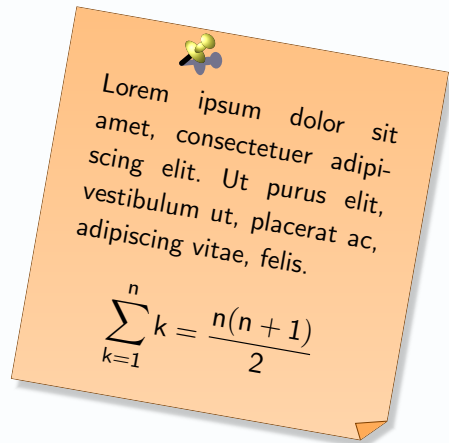 Lorem ipsum dolor sit
amet, consectetuer adipi-
scing elit. Ut purus elit,
vestibulum ut, placerat ac,
adipiscing vitae, felis.
∑_{k=1}^{n} k = n(n + 1)/2